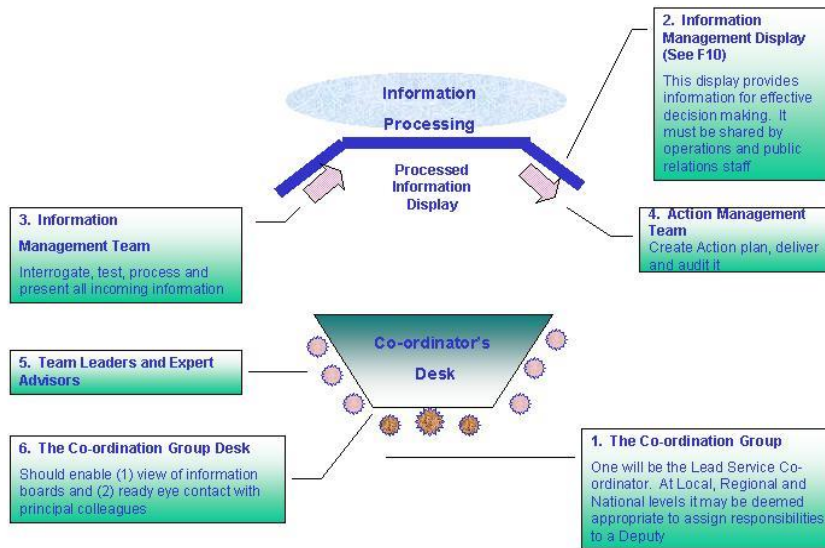 2. Information
Management Display
(See F10)
This display provides
information for effective
decision making. It
must be shared by
operations and public
relations staff
Information
Processing
Processed
Information
Display
3. Information
Management Team
Interrogate, test, process and
present all incoming information
4. Action Management
Team
Create Action plan, deliver
and audit it
Co-ordinator's
Desk
5. Team Leaders and Expert
Advisors
6. The Co-ordination Group Desk
Should enable (1) view of information
boards and (2) ready eye contact with
principal colleagues
1. The Co-ordination Group
One will be the Lead Service Co-
ordinator. At Local, Regional and
National levels it may be deemed
appropriate to assign responsibilities
to a Deputy